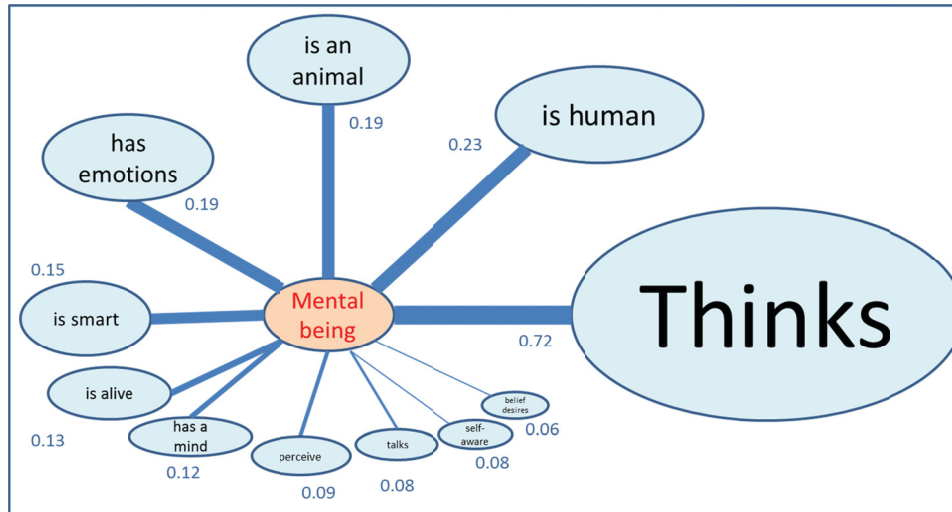 is an
animal
0.19
is human
0.23
has
emotions
0.19
Thinks
0.72
Mental
being
0.15
is smart
is alive
0.13
has a
mind
0.12
perceive
0.09
talks
0.08
self-
aware
0.08
belief
desires
0.06